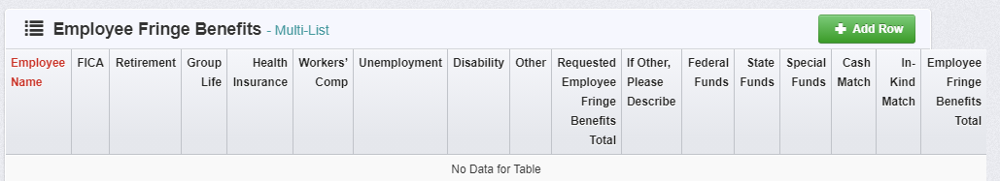 Employee Fringe Benefits - Multi-List
Add Row
Employee
Name
FICA
Retirement
Group
Life
Health
Insurance
Workers'
Comp
Unemployment
Disability
Other
Requested
Employee
Fringe
Benefits
Total
If Other,
Please
Describe
Federal
Funds
State
Funds
Special
Funds
Cash
Match
In-
Kind
Match
Employee
Fringe
Benefits
Total
No Data for Table